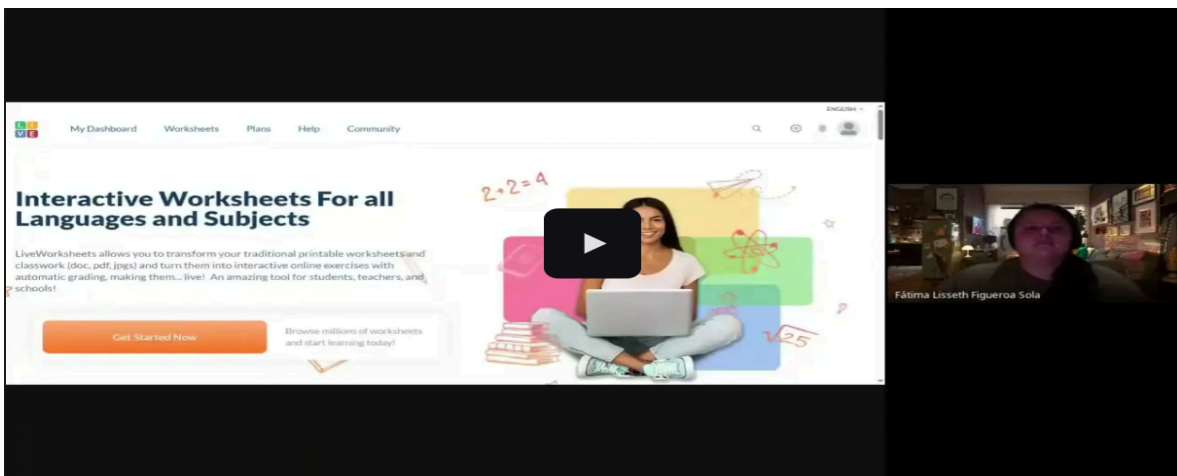 ENGLISH
L I
V E
My Dashboard Worksheets Plans Help Community
Interactive Worksheets For all
Languages and Subjects
LiveWorksheets allows you to transform your traditional printable worksheets and
classwork (doc, pdf, jpgs) and turn them into interactive online exercises with
automatic grading, making them... live! An amazing tool for students, teachers, and
schools!
Get Started Now
Browse millions of worksheets
and start learning today!
2+2=4
√25
Fátima Lisseth Figueroa Sola